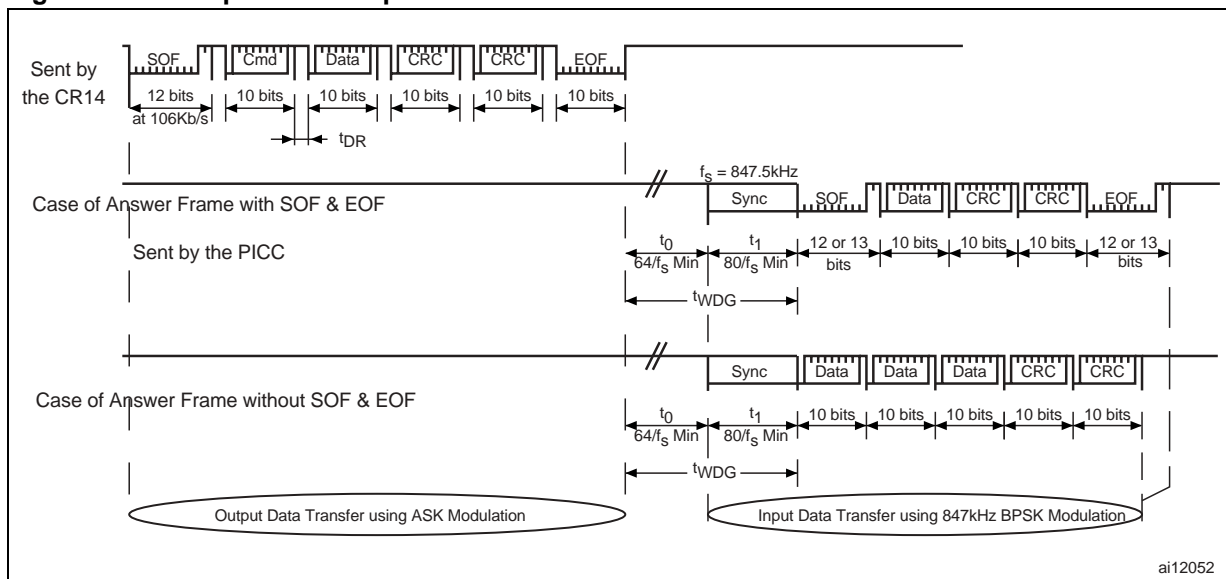 SOF Cmd Data CRC CRC EOF
Sent by
the CR14
12 bits 10 bits 10 bits 10 bits 10 bits 10 bits
at 106Kb/s
tDR
fS = 847.5kHz
Sync SOF Data CRC CRC EOF
Case of Answer Frame with SOF & EOF
Sent by the PICC
t0 t1 12 or 13 10 bits 10 bits 10 bits 12 or 13
64/fS Min 80/fS Min bits bits
tWDG
Sync Data Data Data CRC CRC
Case of Answer Frame without SOF & EOF
t0 t1 10 bits 10 bits 10 bits 10 bits 10 bits
64/fS Min 80/fS Min
tWDG
Output Data Transfer using ASK Modulation Input Data Transfer using 847kHz BPSK Modulation
ai12052